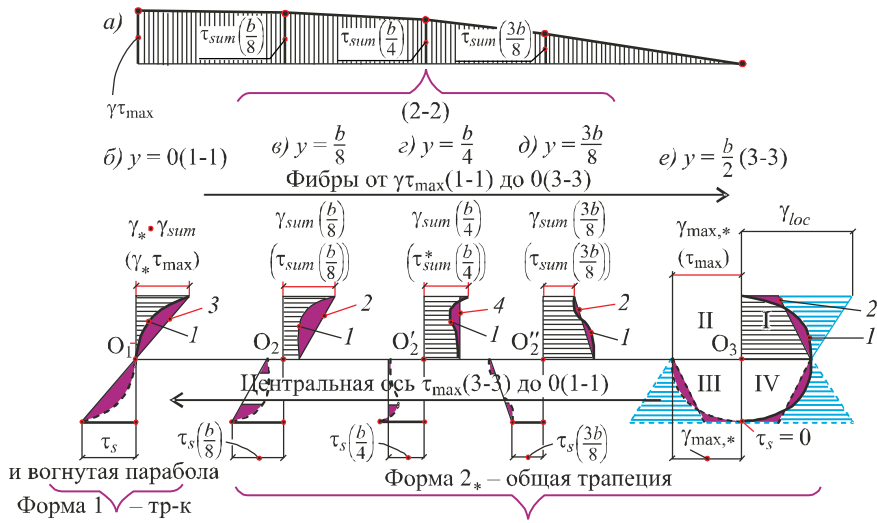 а)
τsum(b/8) τsum(b/4) τsum(3b/8)
γτmax
(2-2)
б) y = 0(1-1) в) y = b/8 г) y = b/4 д) y = 3b/8 е) y = b/2 (3-3)
Фибры от γτmax(1-1) до 0(3-3)
γ* • γsum γsum(b/8) γsum(b/4) γsum(3b/8) γmax,* γloc
(γ*τmax) (τsum(b/8)) (τ*sum(b/4)) (τsum(3b/8)) (τmax)
3 2 4 2
1 1 1 1 II I 1
O1 O2 O′2 O″2 O3
Центральная ось τmax(3-3) до 0(1-1) III IV
τs τs(b/8) τs(b/4) τs(3b/8) γmax,* τs = 0
и вогнутая парабола Форма 2* – общая трапеция
Форма 1 – тр-к